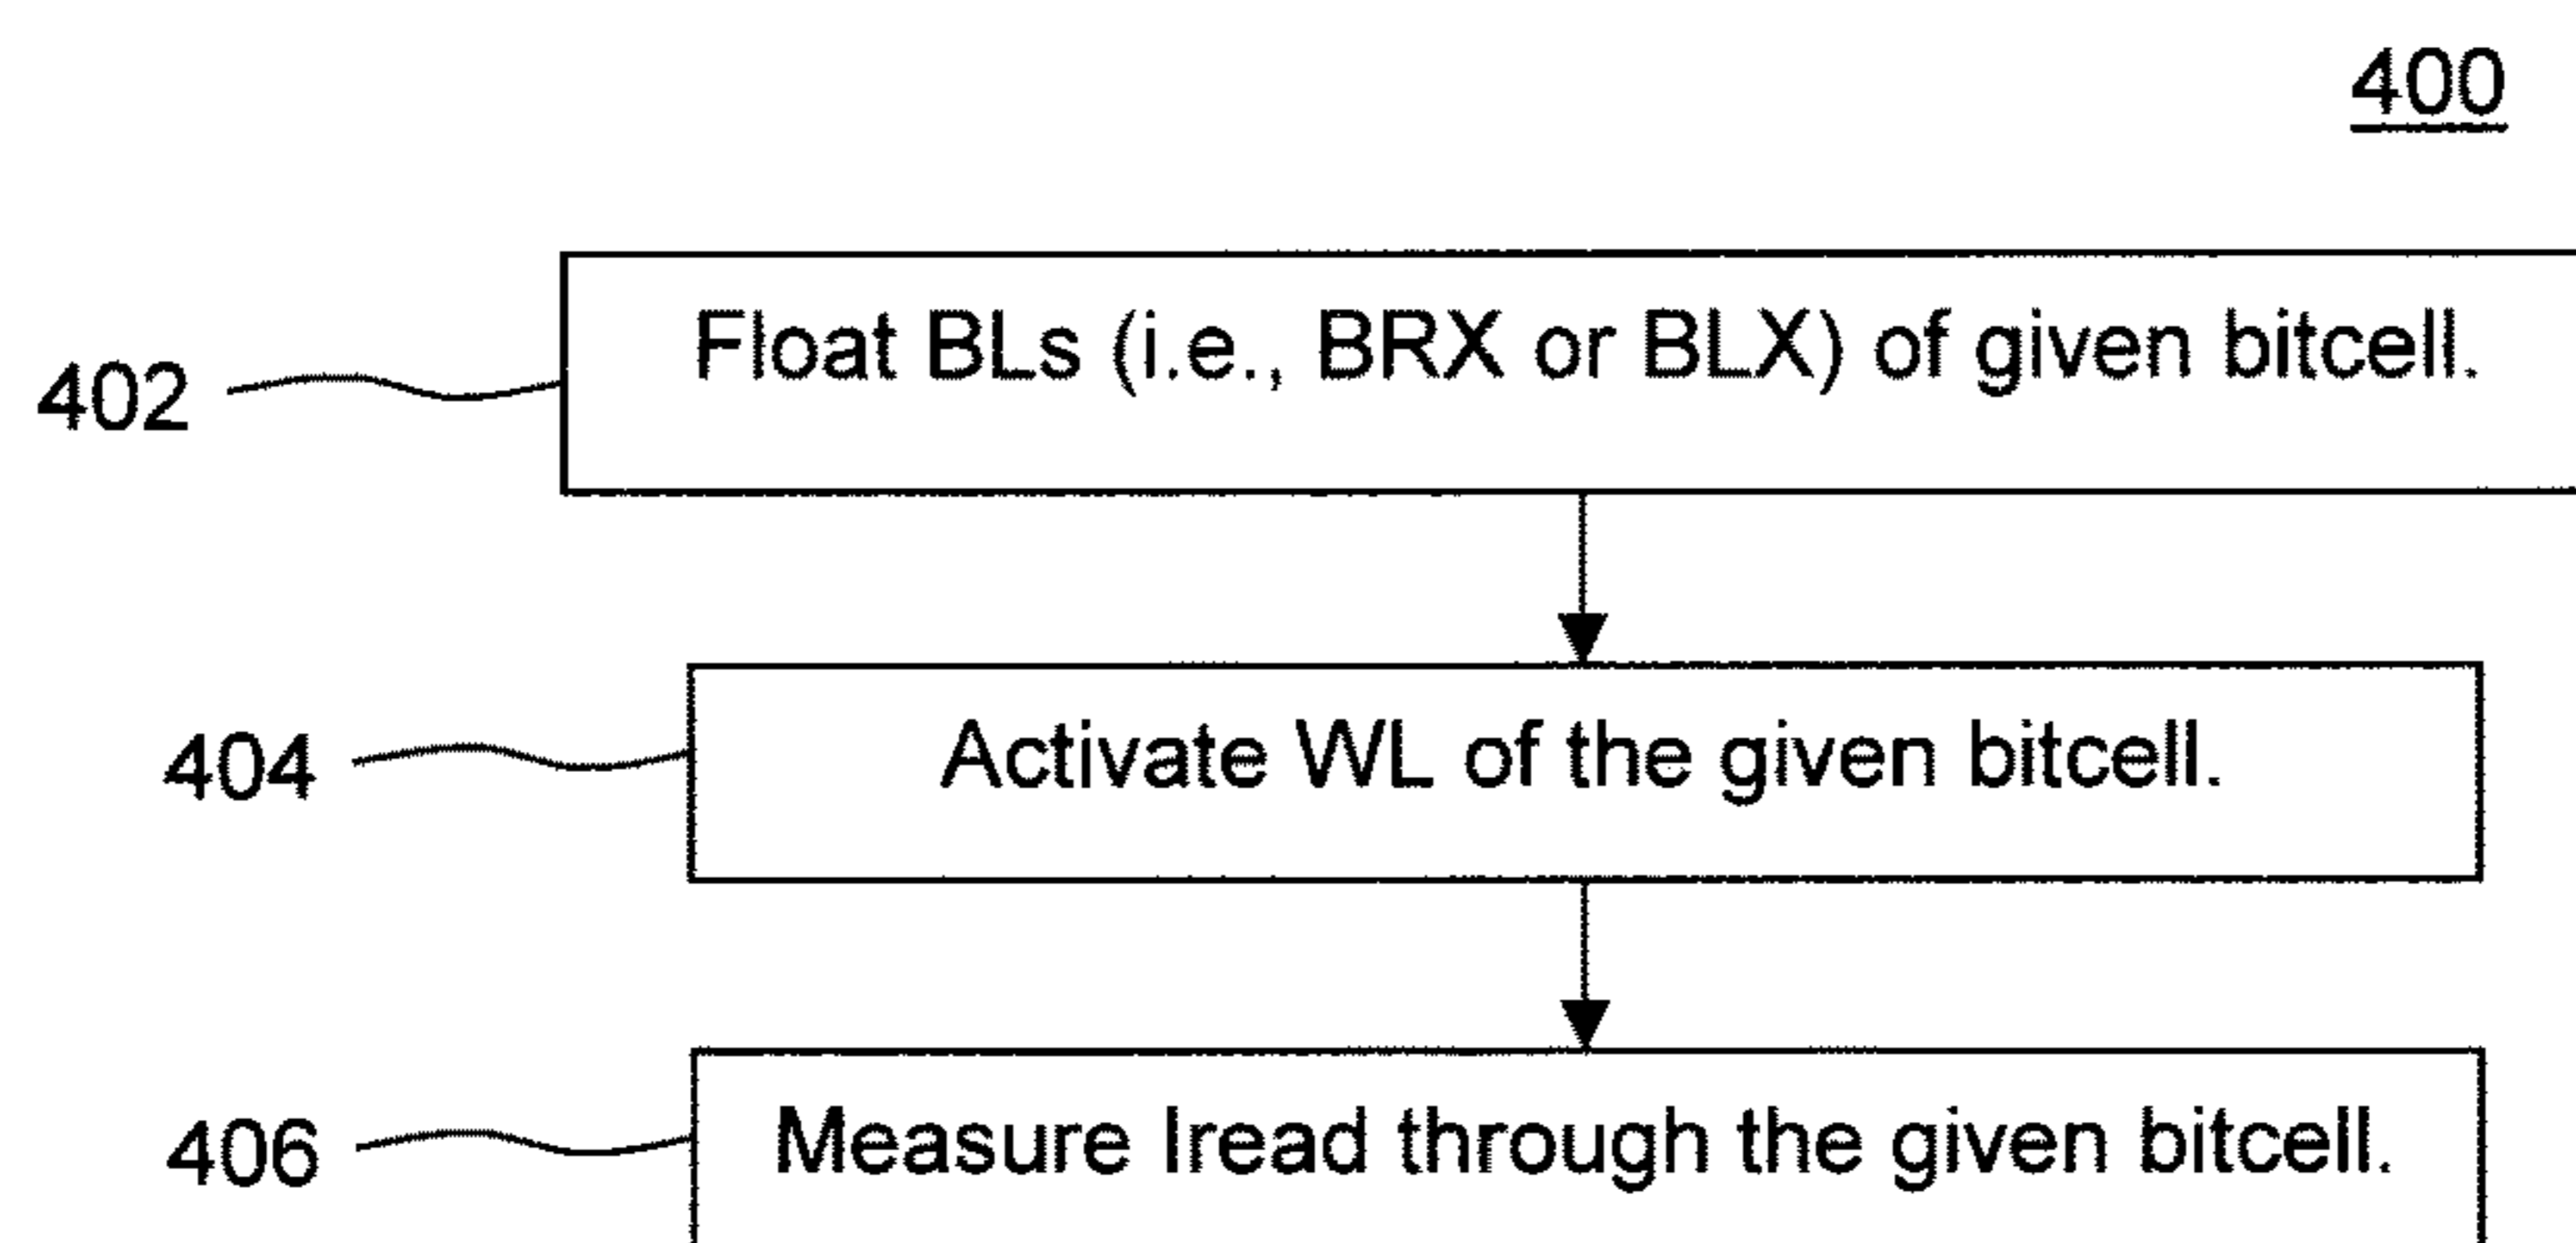 400
402
Float BLs (i.e., BRX or BLX) of given bitcell.
404
Activate WL of the given bitcell.
406
Measure Iread through the given bitcell.